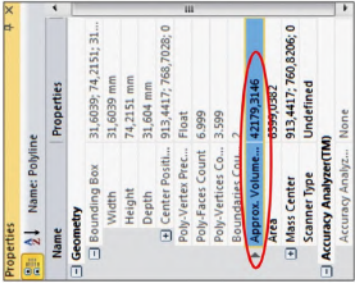 Properties
Name: Polyline
Name Properties
Geometry
Bounding Box 31,6039; 74,2151; 31...
Width 31,6039 mm
Height 74,2151 mm
Depth 31,604 mm
Center Positi... 913,4417; 768,7028; 0
Poly-Vertex Prec... Float
Poly-Faces Count 6.999
Poly-Vertices Co... 3.599
Boundaries Cou... 2
Approx. Volume... 42179,3146
Area 6399,0382
Mass Center 913,4417; 760,8206; 0
Scanner Type Undefined
Accuracy Analyzer(TM)
Accuracy Analyz... None